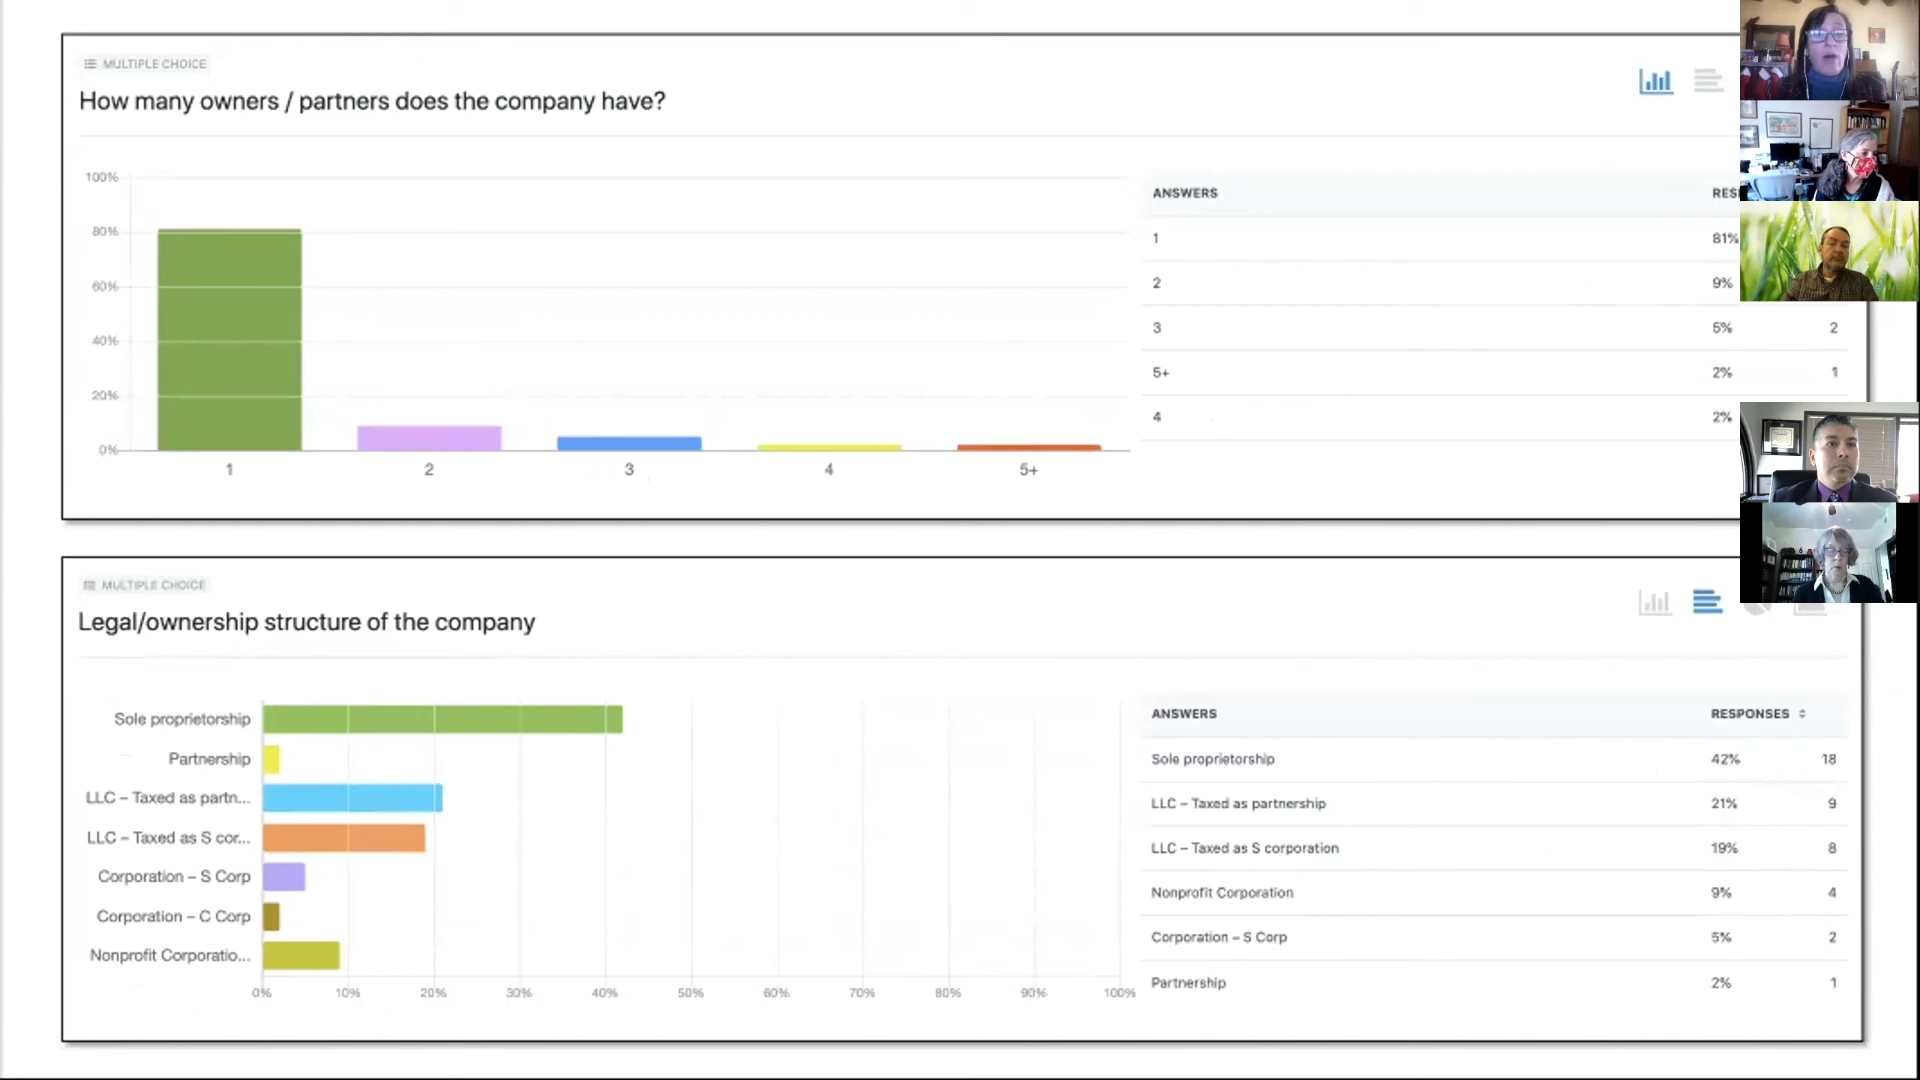 MULTIPLE CHOICE
How many owners / partners does the company have?
100%
80%
60%
40%
20%
0%
1
2
3
4
5+
ANSWERS
1 81%
2 9%
3 5% 2
5+ 2% 1
4 2%
MULTIPLE CHOICE
Legal/ownership structure of the company
Sole proprietorship
Partnership
LLC – Taxed as partn...
LLC – Taxed as S cor...
Corporation – S Corp
Corporation – C Corp
Nonprofit Corporatio...
0% 10% 20% 30% 40% 50% 60% 70% 80% 90% 100%
ANSWERS RESPONSES
Sole proprietorship 42% 18
LLC – Taxed as partnership 21% 9
LLC – Taxed as S corporation 19% 8
Nonprofit Corporation 9% 4
Corporation – S Corp 5% 2
Partnership 2% 1